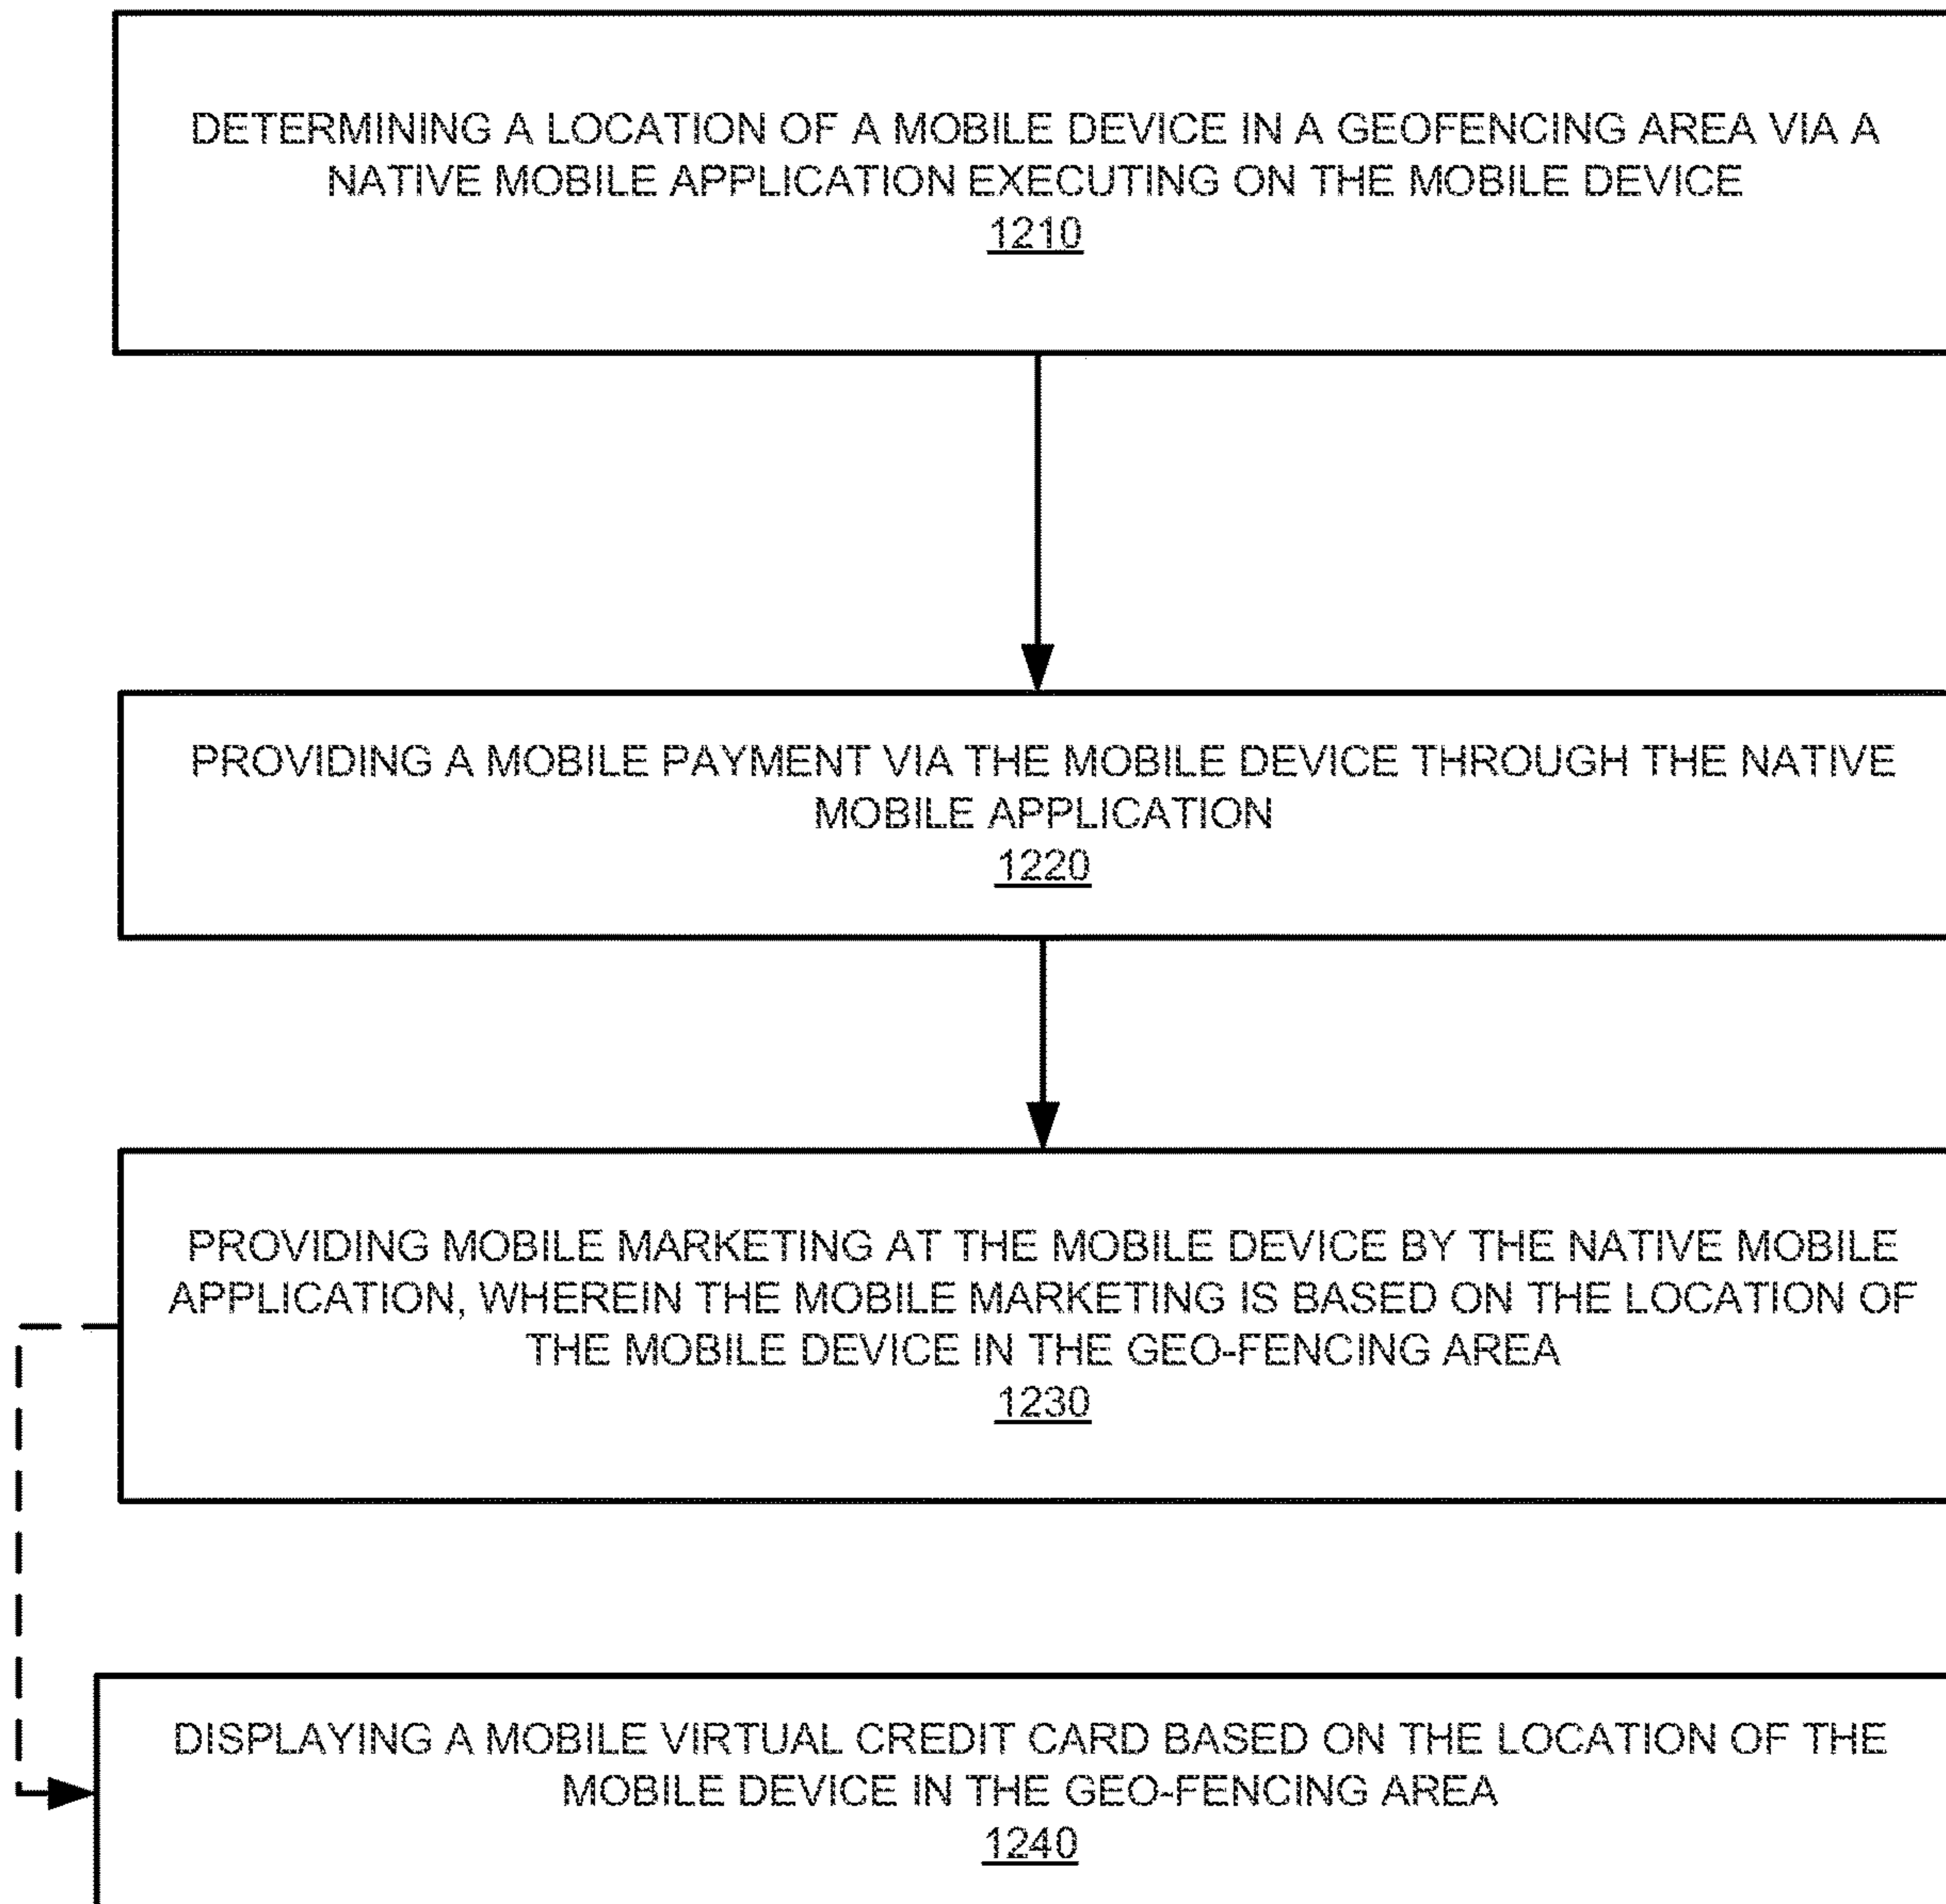 DETERMINING A LOCATION OF A MOBILE DEVICE IN A GEOFENCING AREA VIA A
NATIVE MOBILE APPLICATION EXECUTING ON THE MOBILE DEVICE
1210
PROVIDING A MOBILE PAYMENT VIA THE MOBILE DEVICE THROUGH THE NATIVE
MOBILE APPLICATION
1220
PROVIDING MOBILE MARKETING AT THE MOBILE DEVICE BY THE NATIVE MOBILE
APPLICATION, WHEREIN THE MOBILE MARKETING IS BASED ON THE LOCATION OF
THE MOBILE DEVICE IN THE GEO-FENCING AREA
1230
DISPLAYING A MOBILE VIRTUAL CREDIT CARD BASED ON THE LOCATION OF THE
MOBILE DEVICE IN THE GEO-FENCING AREA
1240